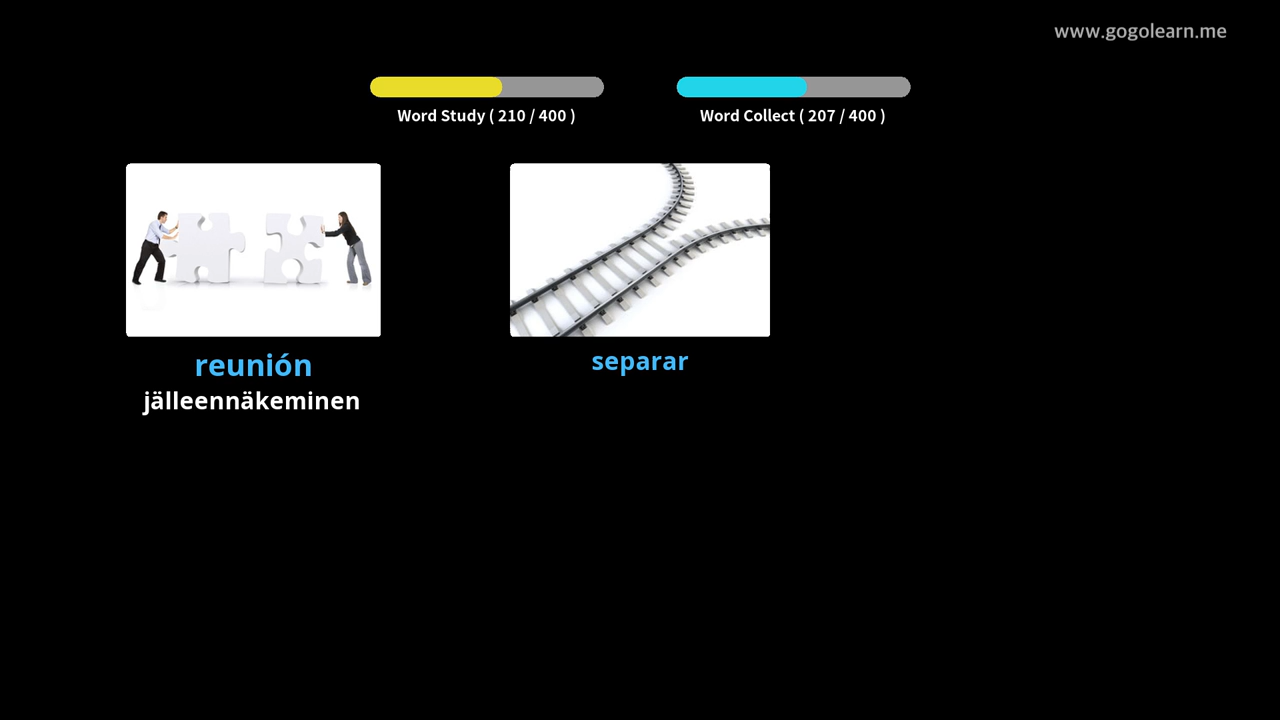 www.gogolearn.me
Word Study ( 210 / 400 )
Word Collect ( 207 / 400 )
reunión
jälleennäkeminen
separar